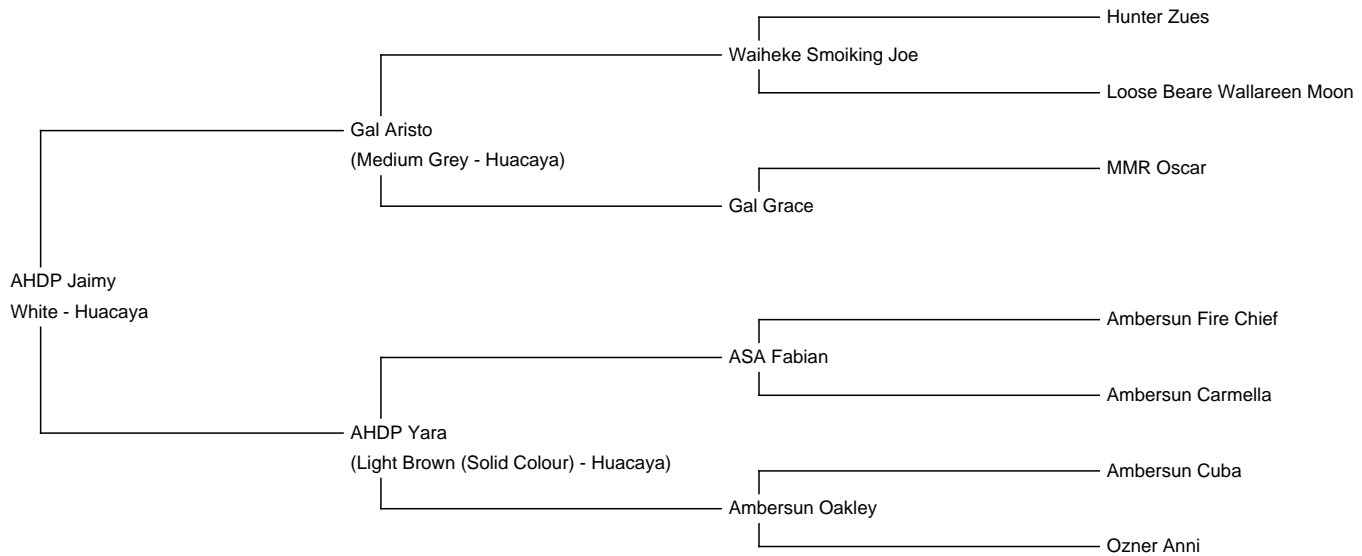 Hunter Zues
Waiheke Smoiking Joe
Loose Beare Wallareen Moon
Gal Aristo
(Medium Grey - Huacaya)
MMR Oscar
Gal Grace
AHDP Jaimy
White - Huacaya
Ambersun Fire Chief
ASA Fabian
Ambersun Carmella
AHDP Yara
(Light Brown (Solid Colour) - Huacaya)
Ambersun Cuba
Ambersun Oakley
Ozner Anni